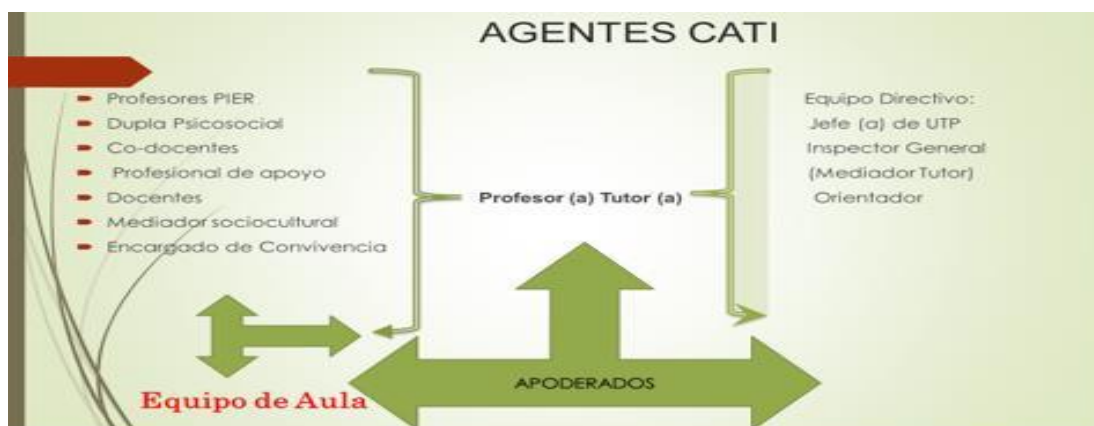 AGENTES CATI
Profesores PIER
Dupla Psicosocial
Co-docentes
Profesional de apoyo
Docentes
Mediador sociocultural
Encargado de Convivencia
Profesor (a) Tutor (a)
Equipo Directivo:
Jefe (a) de UTP
Inspector General
(Mediador Tutor)
Orientador
APODERADOS
Equipo de Aula